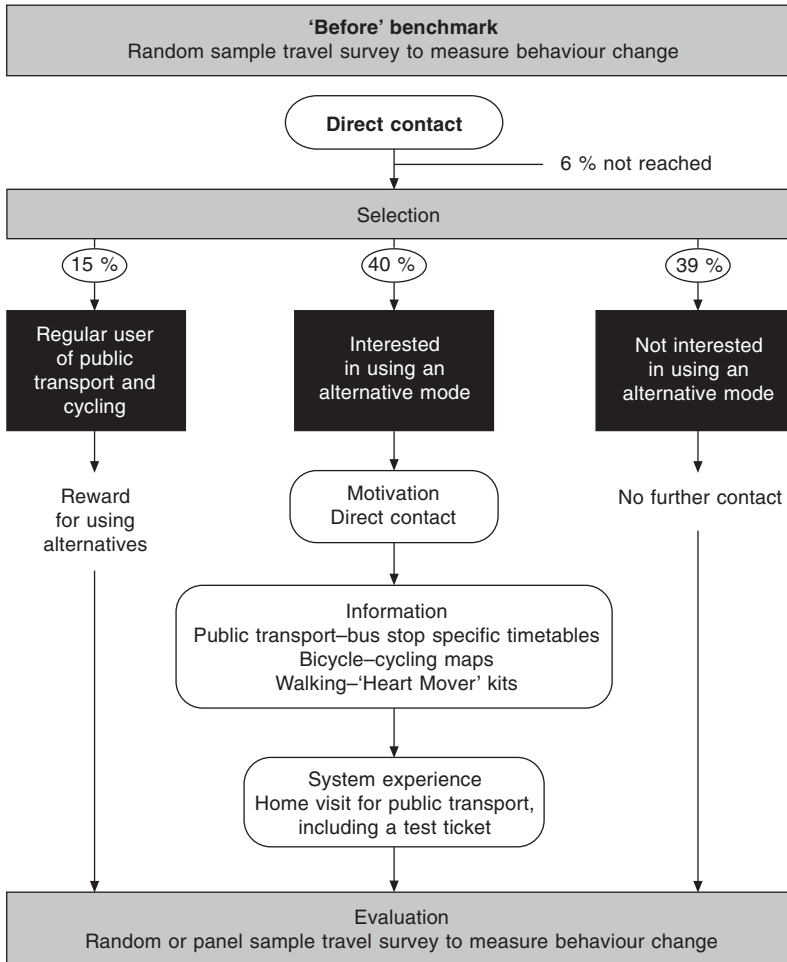 ‘Before’ benchmark
Random sample travel survey to measure behaviour change
Direct contact
6 % not reached
Selection
15 %
40 %
39 %
Regular user
of public
transport and
cycling
Interested
in using an
alternative mode
Not interested
in using an
alternative mode
Reward
for using
alternatives
Motivation
Direct contact
No further contact
Information
Public transport–bus stop specific timetables
Bicycle–cycling maps
Walking–‘Heart Mover’ kits
System experience
Home visit for public transport,
including a test ticket
Evaluation
Random or panel sample travel survey to measure behaviour change